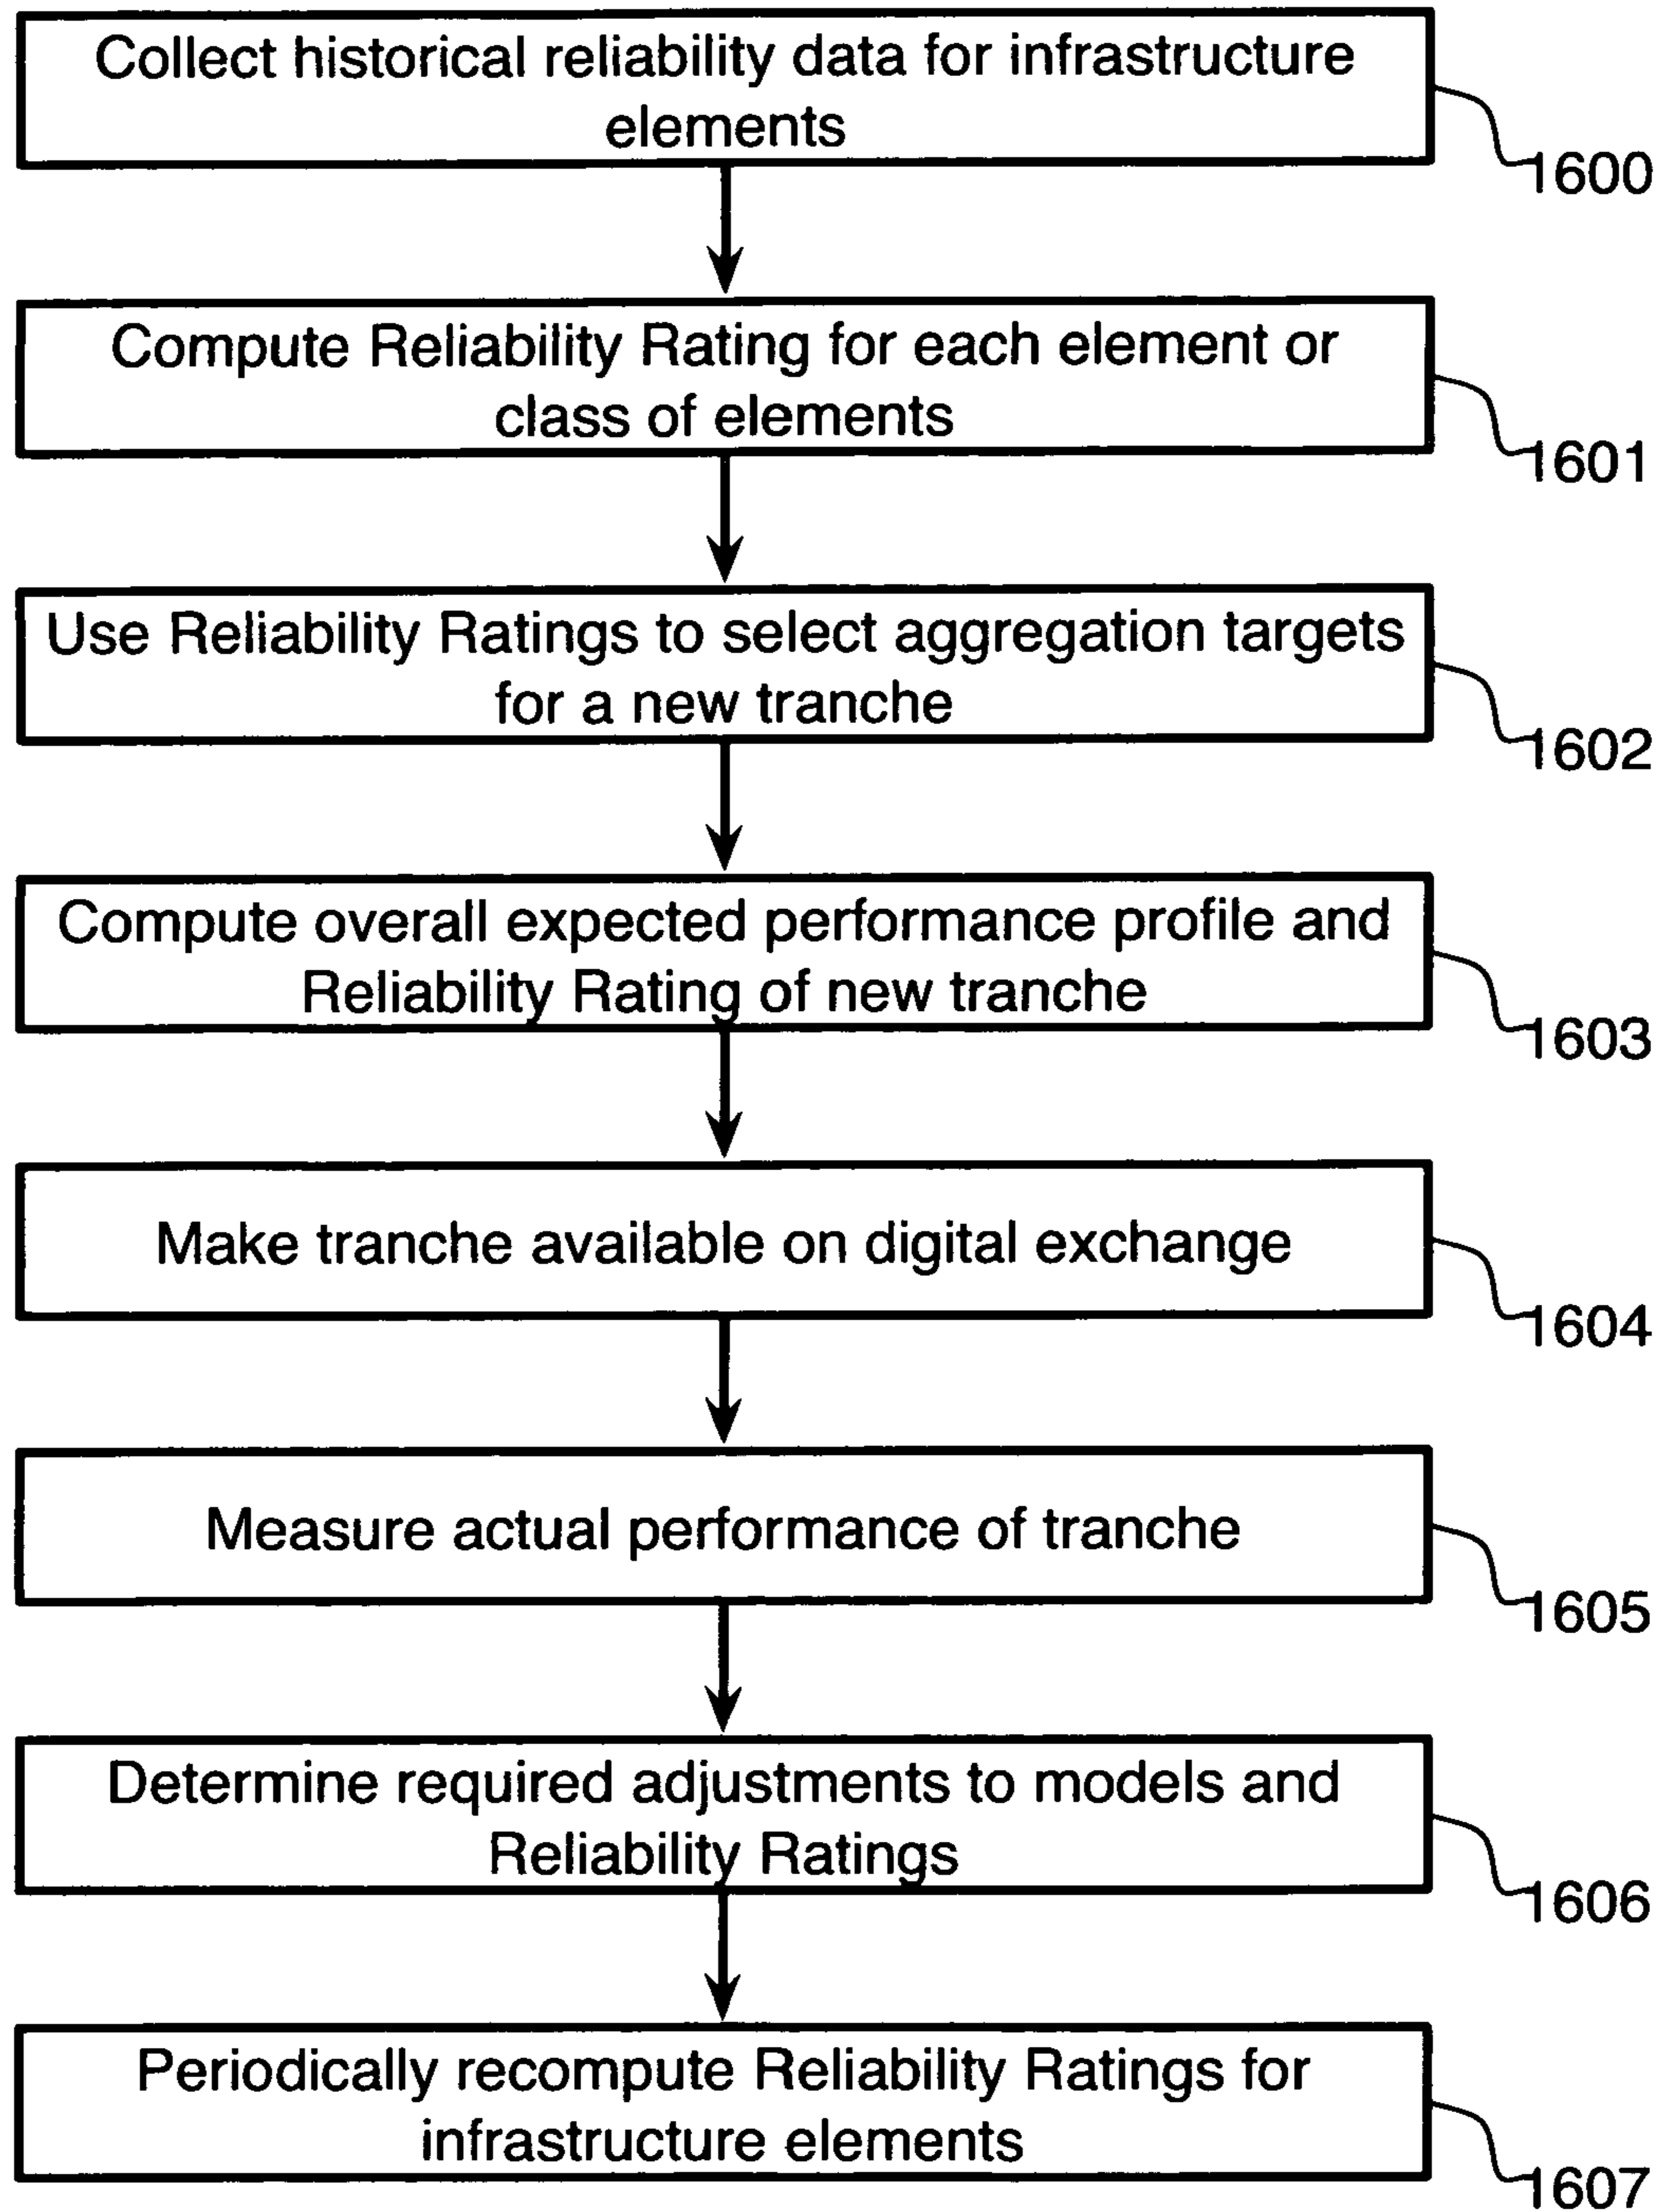 Collect historical reliability data for infrastructure
elements
1600
Compute Reliability Rating for each element or
class of elements
1601
Use Reliability Ratings to select aggregation targets
for a new tranche
1602
Compute overall expected performance profile and
Reliability Rating of new tranche
1603
Make tranche available on digital exchange
1604
Measure actual performance of tranche
1605
Determine required adjustments to models and
Reliability Ratings
1606
Periodically recompute Reliability Ratings for
infrastructure elements
1607